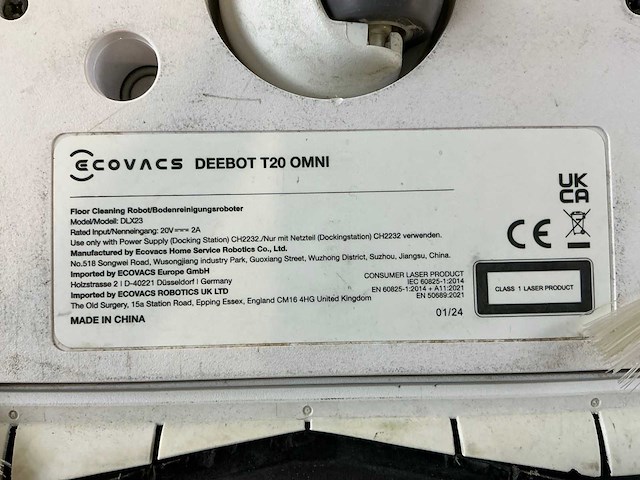 ECOVACS DEEBOT T20 OMNI
Floor Cleaning Robot/Bodenreinigungsroboter
Model/Modell: DLX23
Rated Input/Nenneingang: 20V⎓ 2A
Use only with Power Supply (Docking Station) CH2232./Nur mit Netzteil (Dockingstation) CH2232 verwenden.
Manufactured by Ecovacs Home Service Robotics Co., Ltd.
No.518 Songwei Road, Wusongjiang industry Park, Guoxiang Street, Wuzhong District, Suzhou, Jiangsu, China.
Imported by ECOVACS Europe GmbH
Holzstrasse 2 I D-40221 Düsseldorf I Germany
Imported by ECOVACS ROBOTICS UK LTD
The Old Surgery, 15a Station Road, Epping Essex, England CM16 4HG United Kingdom
MADE IN CHINA
CONSUMER LASER PRODUCT
IEC 60825-1:2014
EN 60825-1:2014 + A11:2021
EN 50689:2021
01/24
UK
CA
CE
CLASS 1 LASER PRODUCT